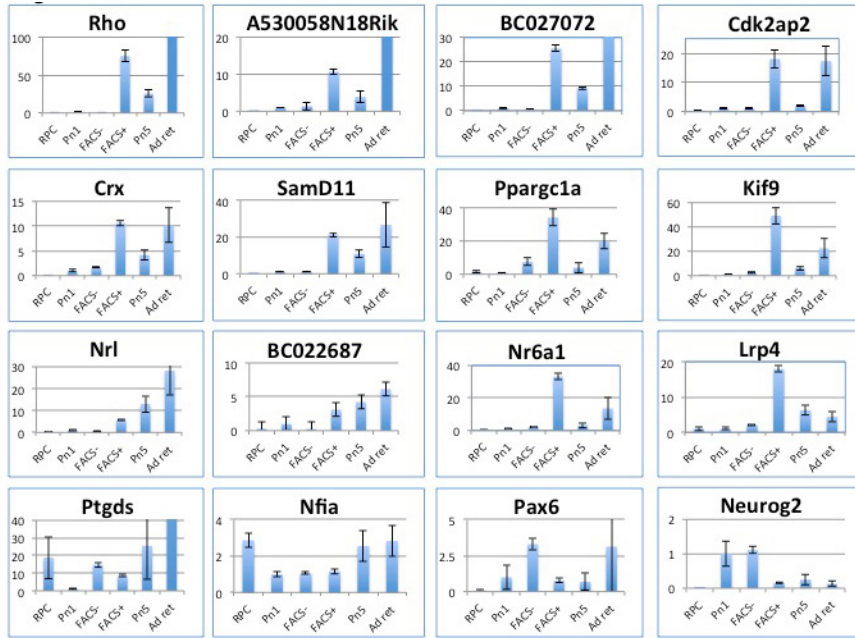 Rho
100
50
0
RPC Pn1 FACS- FACS+ Pn5 Ad ret
A530058N18Rik
20
10
0
RPC Pn1 FACS- FACS+ Pn5 Ad ret
BC027072
30
20
10
0
RPC Pn1 FACS- FACS+ Pn5 Ad ret
Cdk2ap2
20
10
0
RPC Pn1 FACS- FACS+ Pn5 Ad ret
Crx
15
10
5
0
RPC Pn1 FACS- FACS+ Pn5 Ad ret
SamD11
40
20
0
RPC Pn1 FACS- FACS+ Pn5 Ad ret
Ppargc1a
40
20
0
RPC Pn1 FACS- FACS+ Pn5 Ad ret
Kif9
60
40
20
0
RPC Pn1 FACS- FACS+ Pn5 Ad ret
Nrl
30
20
10
0
RPC Pn1 FACS- FACS+ Pn5 Ad ret
BC022687
10
5
0
RPC Pn1 FACS- FACS+ Pn5 Ad ret
Nr6a1
40
20
0
RPC Pn1 FACS- FACS+ Pn5 Ad ret
Lrp4
20
10
0
RPC Pn1 FACS- FACS+ Pn5 Ad ret
Ptgds
40
30
20
10
0
RPC Pn1 FACS- FACS+ Pn5 Ad ret
Nfia
4
2
0
RPC Pn1 FACS- FACS+ Pn5 Ad ret
Pax6
5
2.5
0
RPC Pn1 FACS- FACS+ Pn5 Ad ret
Neurog2
2
1
0
RPC Pn1 FACS- FACS+ Pn5 Ad ret